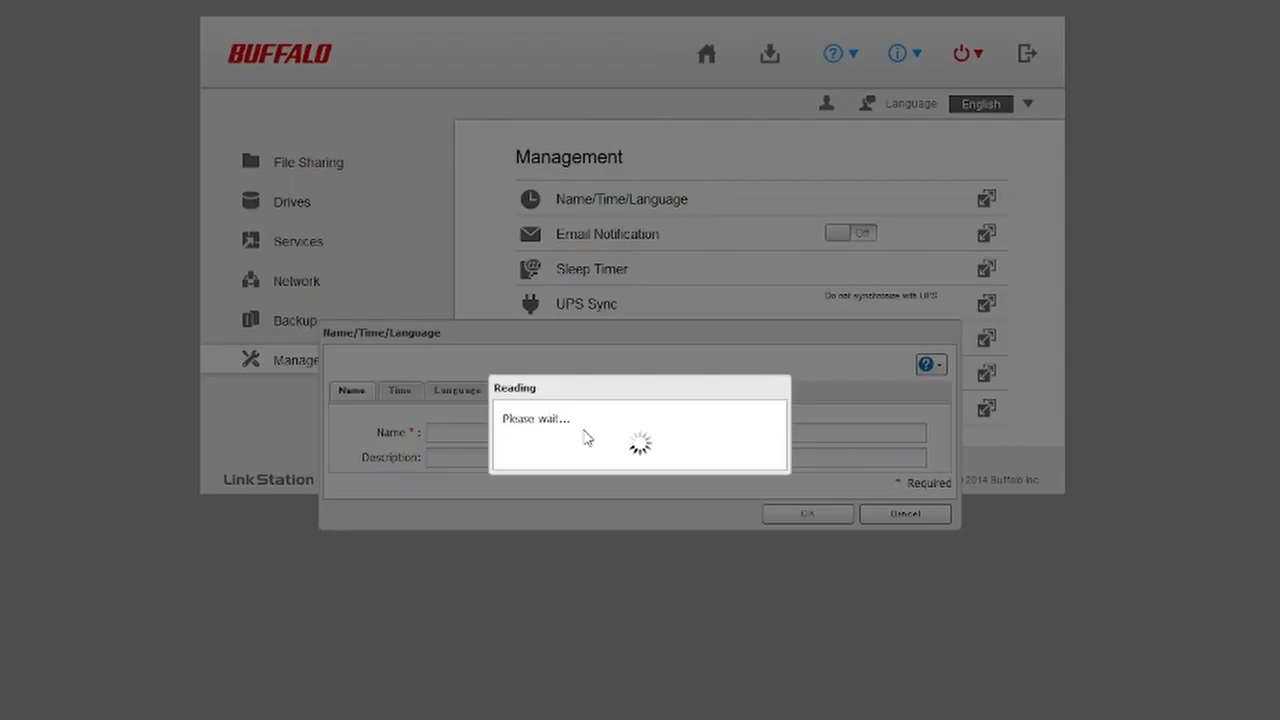 BUFFALO
Language English
File Sharing
Drives
Services
Network
Backup
Manage
Management
Name/Time/Language
Email Notification Off
Sleep Timer
UPS Sync Do not synchronize with UPS
Name/Time/Language
Name Time Language
Name * :
Description:
Reading
Please wait...
* Required
OK Cancel
LinkStation
2014 Buffalo Inc.